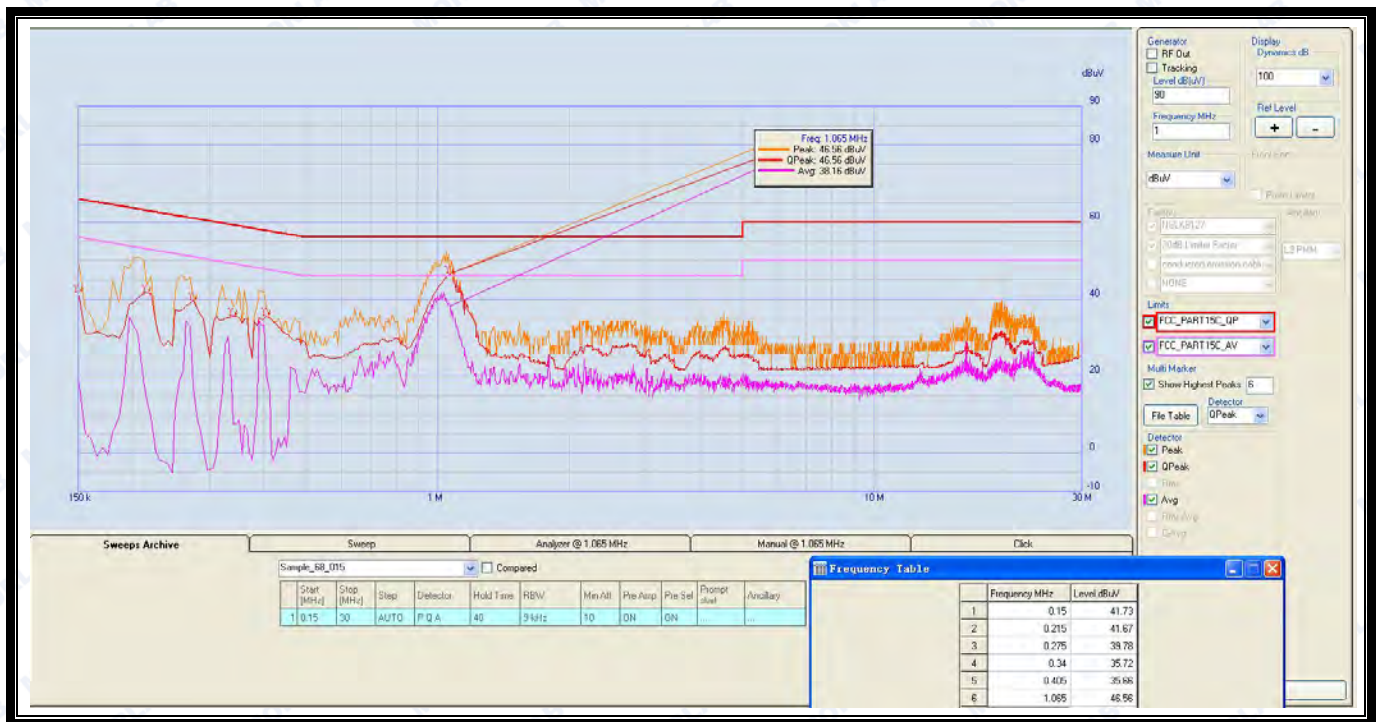 dBuV
90
80
60
40
20
0
-10
150 k
1 M
10 M
30 M
Freq: 1.065 MHz
Peak: 46.56 dBuV
QPeak: 46.56 dBuV
Avg: 38.16 dBuV
Generator
RF Out
Tracking
Level dB(uV)
90
Frequency MHz
1
Display
Dynamics dB
100
Ref Level
+ -
Measure Unit
dBuV
20dB Limiter Factor
NONE
Limits
FCC_PART15C_QP
FCC_PART15C_AV
Multi Marker
Show Highest Peaks 6
Detector
File Table QPeak
Detector
Peak
QPeak
Avg
Sweeps Archive Sweep Analyzer @ 1.065 MHz Manual @ 1.065 MHz Click
Sample_68_015 Compared
Start [MHz] Stop [MHz] Step Detector Hold Time RBW Min Att Pre Amp Pre Sel Prompt Ancillary
1 0.15 30 AUTO P Q A 40 9 kHz 10 ON ON ... ...
Frequency Table
Frequency MHz Level dBuV
1 0.15 41.73
2 0.215 41.67
3 0.275 39.78
4 0.34 35.72
5 0.405 35.66
6 1.065 46.56